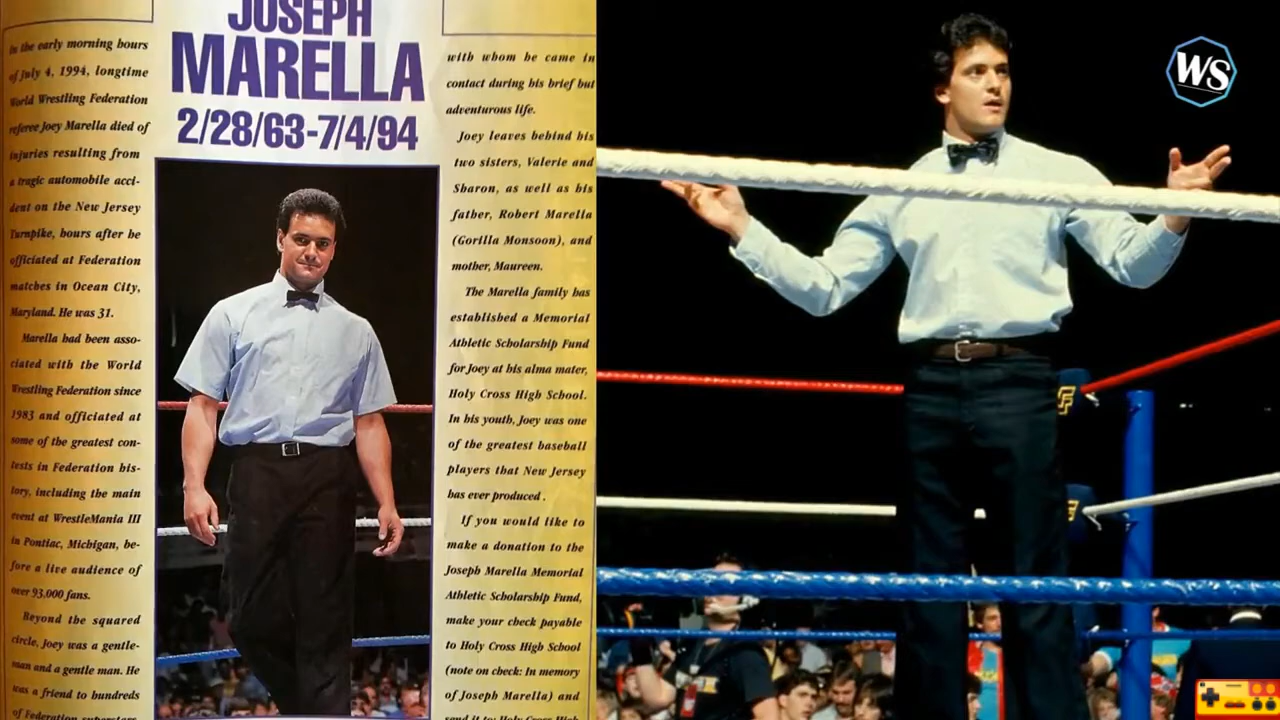 JOSEPH
MARELLA
2/28/63-7/4/94
In the early morning hours
of July 4, 1994, longtime
World Wrestling Federation
referee Joey Marella died of
injuries resulting from
a tragic automobile acci-
dent on the New Jersey
Turnpike, hours after he
officiated at Federation
matches in Ocean City,
Maryland. He was 31.
Marella had been asso-
ciated with the World
Wrestling Federation since
1983 and officiated at
some of the greatest con-
tests in Federation his-
tory, including the main
event at WrestleMania III
in Pontiac, Michigan, be-
fore a live audience of
over 93,000 fans.
Beyond the squared
circle, Joey was a gentle-
man and a gentle man. He
was a friend to hundreds
of Federation superstars
with whom he came in
contact during his brief but
adventurous life.
Joey leaves behind his
two sisters, Valerie and
Sharon, as well as his
father, Robert Marella
(Gorilla Monsoon), and
mother, Maureen.
The Marella family has
established a Memorial
Athletic Scholarship Fund
for Joey at his alma mater,
Holy Cross High School.
In his youth, Joey was one
of the greatest baseball
players that New Jersey
has ever produced .
If you would like to
make a donation to the
Joseph Marella Memorial
Athletic Scholarship Fund,
make your check payable
to Holy Cross High School
(note on check: In memory
of Joseph Marella) and
send it to: Holy Cross High
WS